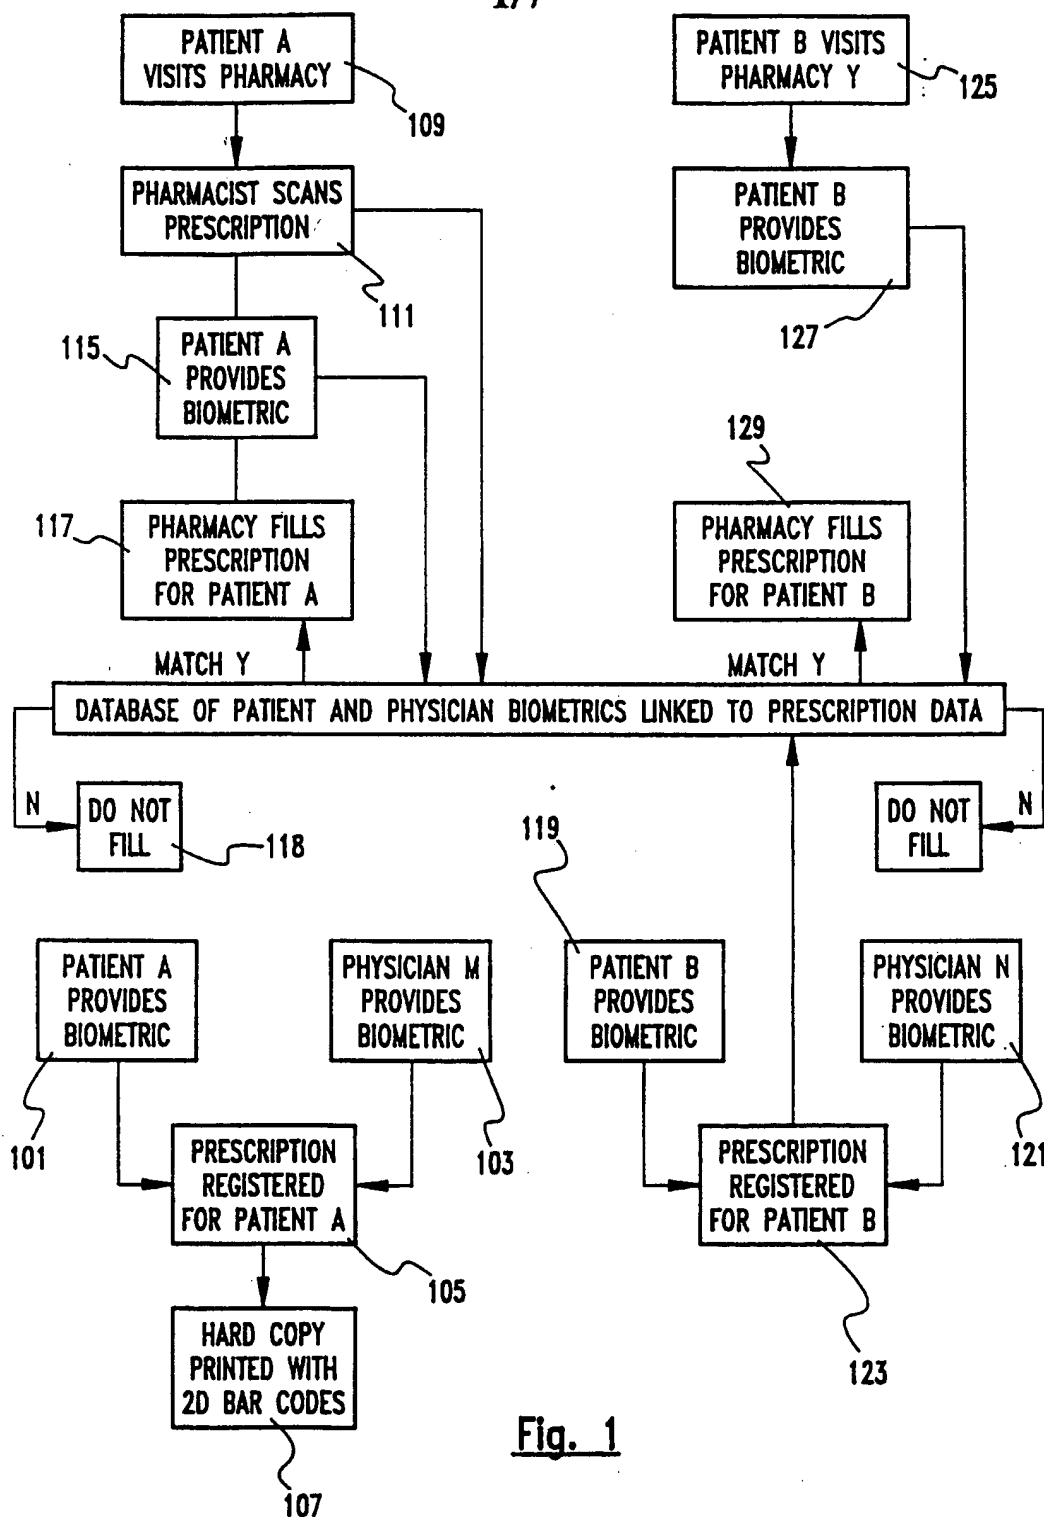 PATIENT A
VISITS PHARMACY
109
PATIENT B VISITS
PHARMACY Y
125
PHARMACIST SCANS
PRESCRIPTION
111
PATIENT B
PROVIDES
BIOMETRIC
127
115
PATIENT A
PROVIDES
BIOMETRIC
117
PHARMACY FILLS
PRESCRIPTION
FOR PATIENT A
129
PHARMACY FILLS
PRESCRIPTION
FOR PATIENT B
MATCH Y
MATCH Y
DATABASE OF PATIENT AND PHYSICIAN BIOMETRICS LINKED TO PRESCRIPTION DATA
N
DO NOT
FILL
118
DO NOT
FILL
N
119
PATIENT A
PROVIDES
BIOMETRIC
101
PHYSICIAN M
PROVIDES
BIOMETRIC
103
PATIENT B
PROVIDES
BIOMETRIC
PHYSICIAN N
PROVIDES
BIOMETRIC
121
PRESCRIPTION
REGISTERED
FOR PATIENT A
105
PRESCRIPTION
REGISTERED
FOR PATIENT B
123
HARD COPY
PRINTED WITH
2D BAR CODES
107
Fig. 1